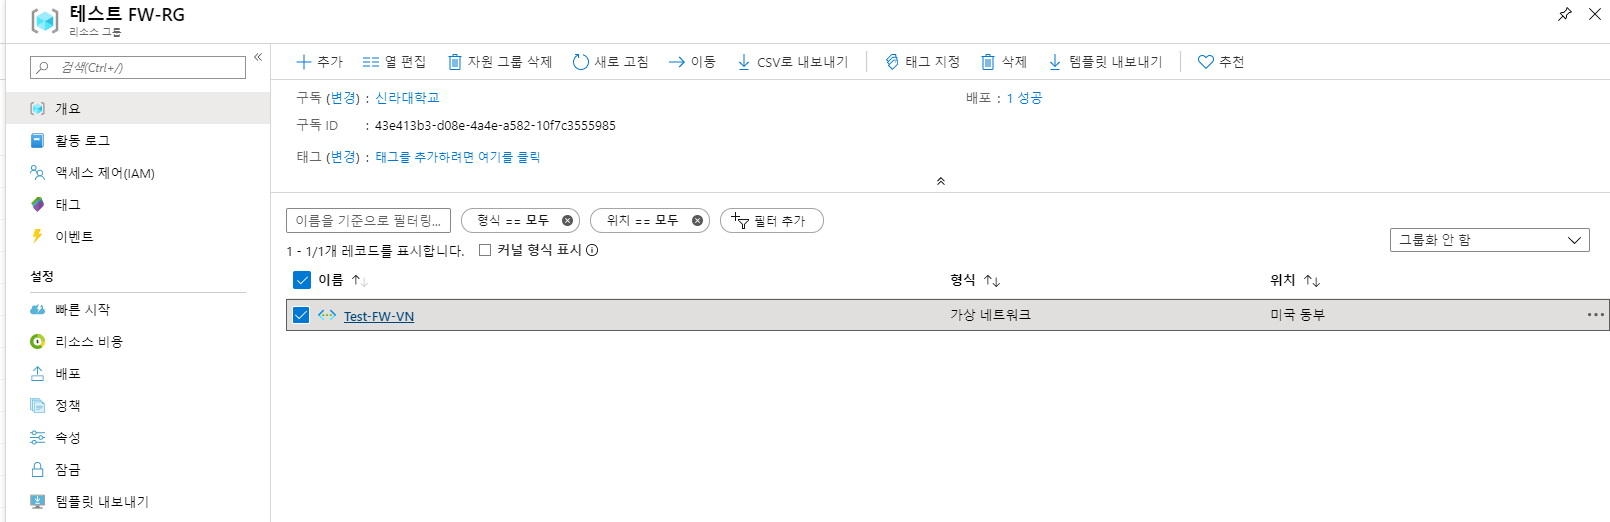 테스트 FW-RG
리소스 그룹
검색(Ctrl+/)
개요
활동 로그
액세스 제어(IAM)
태그
이벤트
설정
빠른 시작
리소스 비용
배포
정책
속성
잠금
템플릿 내보내기
추가 열 편집 자원 그룹 삭제 새로 고침 이동 CSV로 내보내기 태그 지정 삭제 템플릿 내보내기 추천
구독 (변경) : 신라대학교 배포 : 1 성공
구독 ID : 43e413b3-d08e-4a4e-a582-10f7c3555985
태그 (변경) : 태그를 추가하려면 여기를 클릭
이름을 기준으로 필터링... 형식 == 모두 위치 == 모두 필터 추가
1 - 1/1개 레코드를 표시합니다. 커널 형식 표시
그룹화 안 함
이름 형식 위치
Test-FW-VN 가상 네트워크 미국 동부